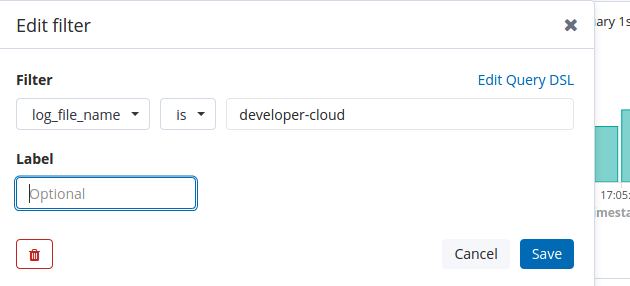 Edit filter
ary 1s
Filter
Edit Query DSL
log_file_name is developer-cloud
Label
Optional
17:05:
mesta
Cancel Save